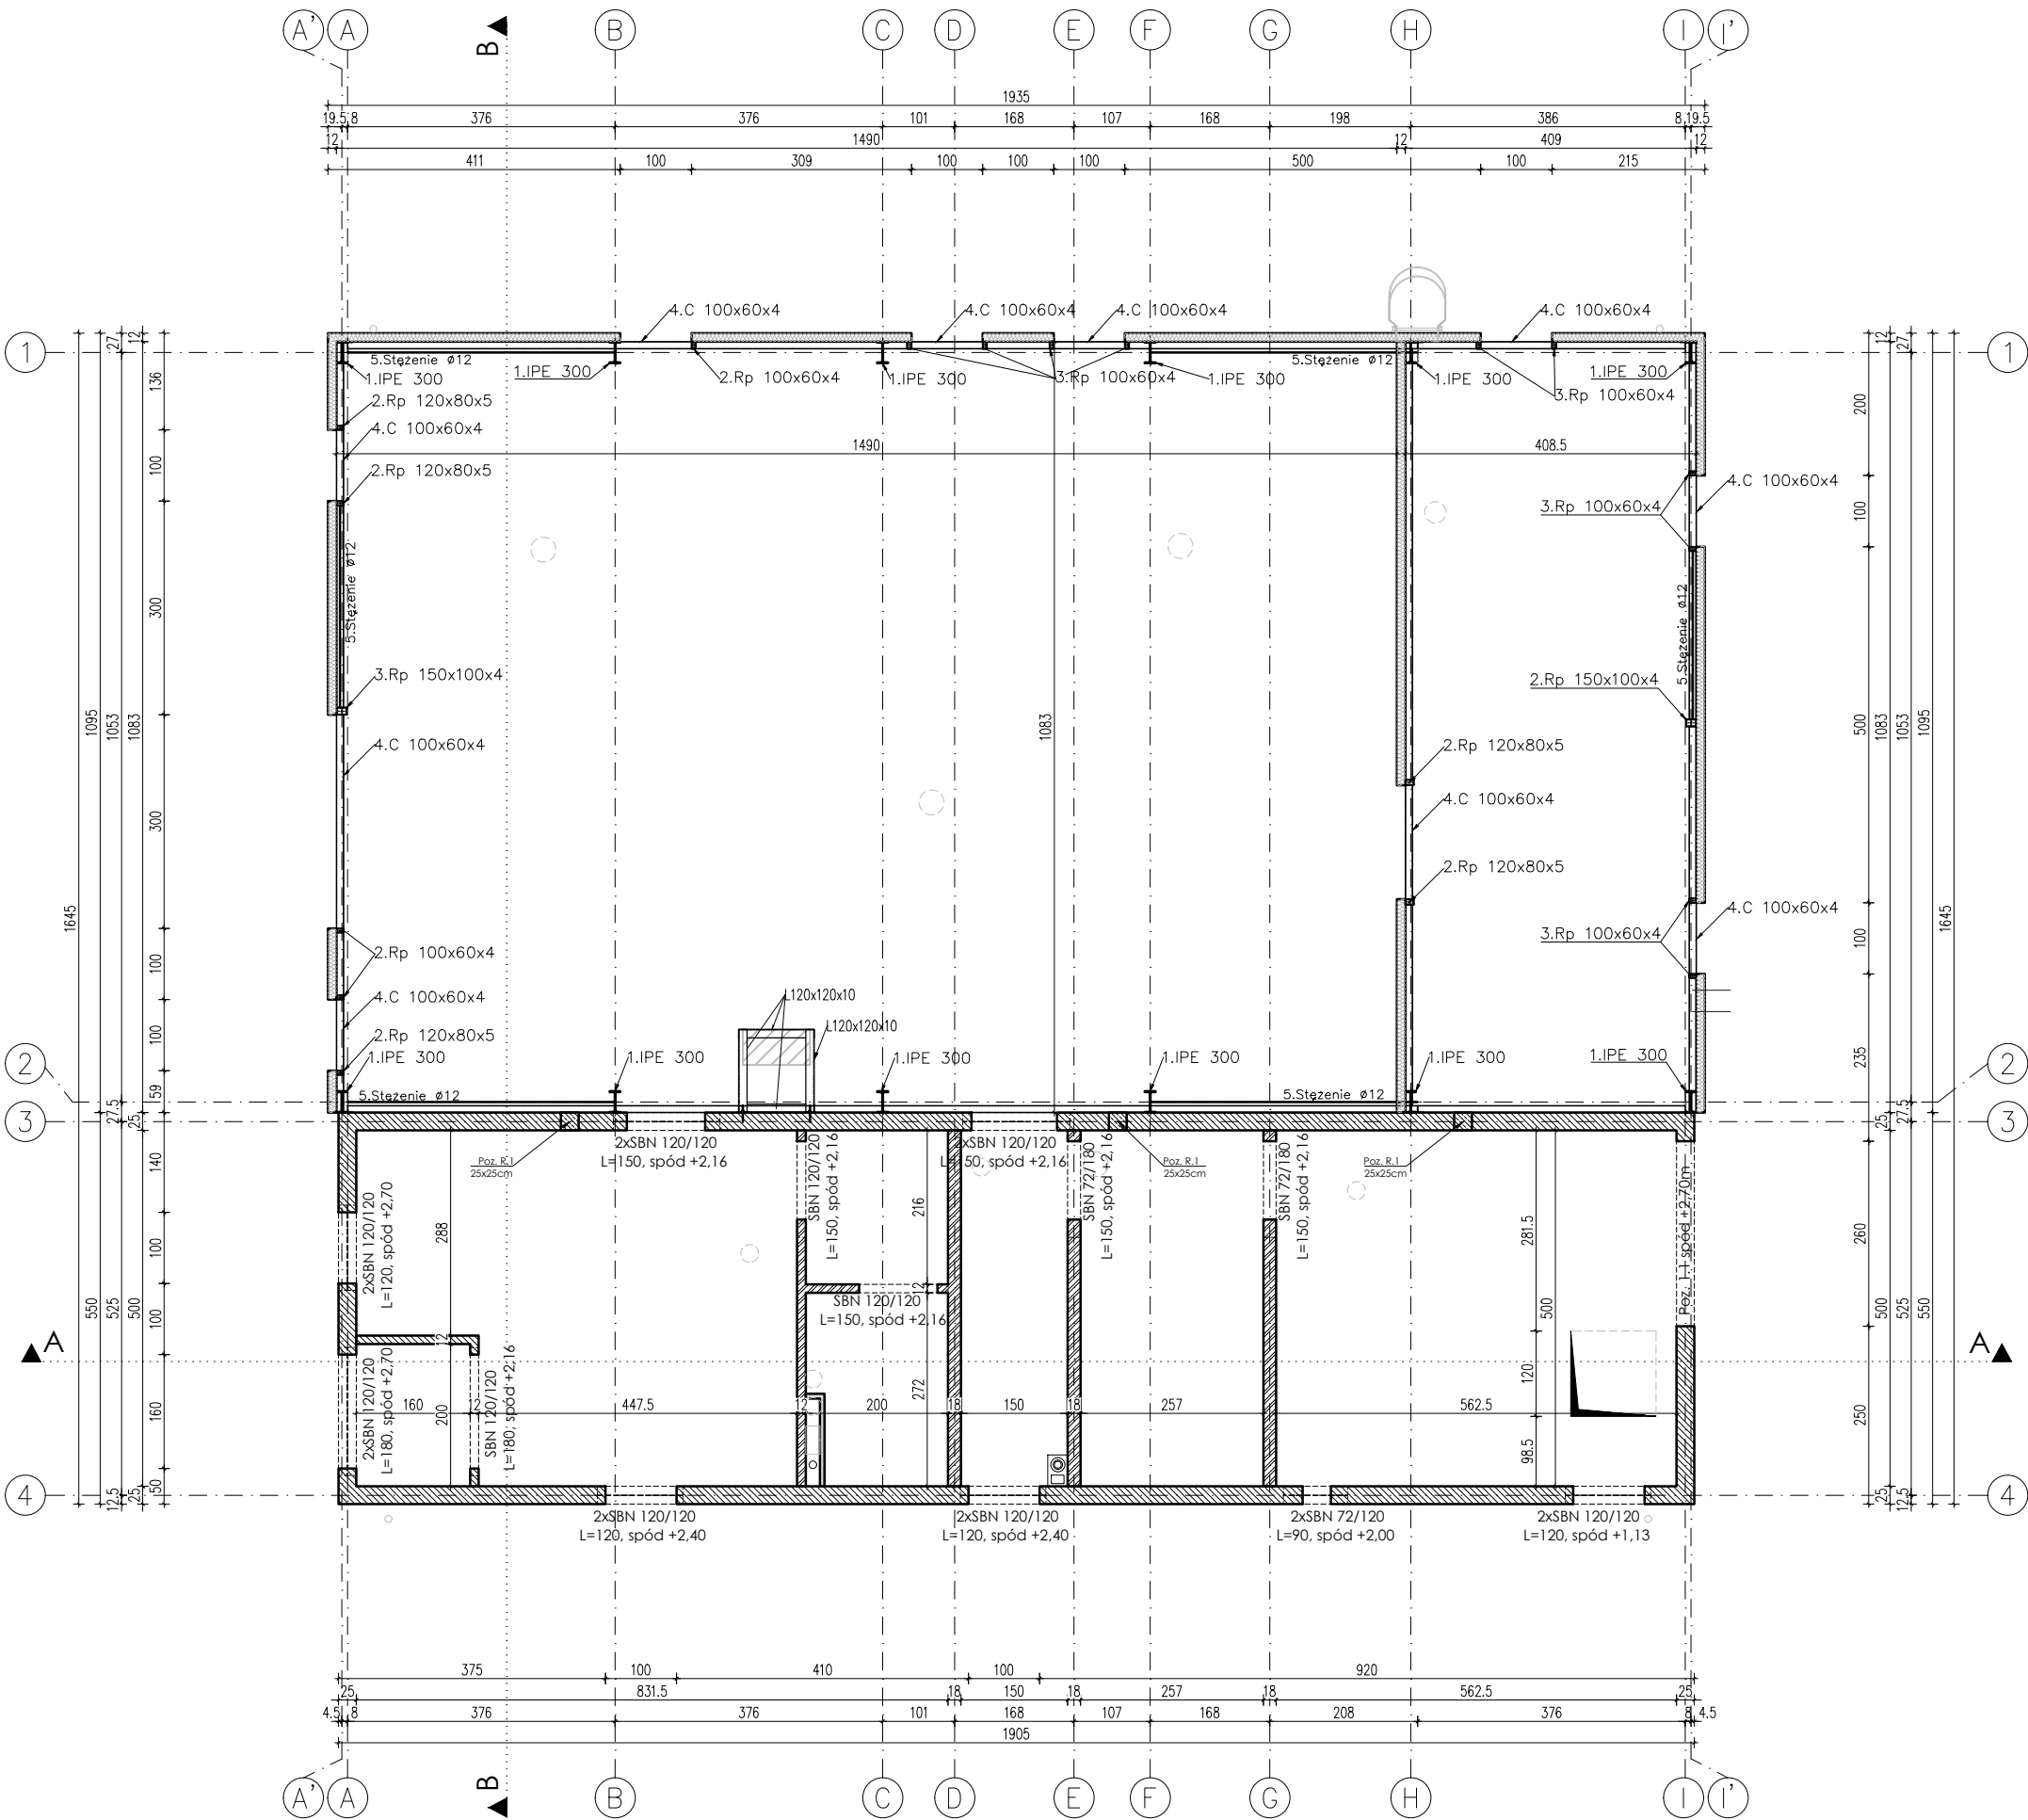 A' A B C D E F G H I I'
B
1935
19.5 8 376 376 101 168 107 168 198 386 8 19.5
12 1490 12 409 12
411 100 309 100 100 100 500 100 215
4.C 100x60x4 4.C 100x60x4 4.C 100x60x4 4.C 100x60x4
1 1
5.Stężenie ø12 5.Stężenie ø12
1.IPE 300 1.IPE 300 2.Rp 100x60x4 1.IPE 300 3.Rp 100x60x4 1.IPE 300 1.IPE 300 1.IPE 300
3.Rp 100x60x4
2.Rp 120x80x5
4.C 100x60x4
1490 408.5
2.Rp 120x80x5
4.C 100x60x4
3.Rp 100x60x4
5.Stężenie ø12
5.Stężenie ø12
3.Rp 150x100x4
2.Rp 150x100x4
1083
4.C 100x60x4
2.Rp 120x80x5
4.C 100x60x4
2.Rp 120x80x5
4.C 100x60x4
3.Rp 100x60x4
2.Rp 100x60x4
4.C 100x60x4
L120x120x10
L120x120x10
2.Rp 120x80x5
1.IPE 300 1.IPE 300 1.IPE 300 1.IPE 300 1.IPE 300 1.IPE 300
5.Stężenie ø12 5.Stężenie ø12
2 2
3 3
1645
1095 550
27 1053 27.5 525 12.5
12 1083 25 500 25
136 100 300 300 100 100 159 140 100 100 160 50
12 200 100 500 100 235 260 250
27 1083 25 500 25
1053 27.5 525 12.5
1095 550
1645
2xSBN 120/120
L=150, spód +2,16
2xSBN 120/120
L=150, spód +2,16
Poz. R.1
25x25cm
Poz. R.1
25x25cm
Poz. R.1
25x25cm
2xSBN 120/120
L=120, spód +2,70
SBN 120/120
L=150, spód +2,16
SBN 72/180
L=150, spód +2,16
SBN 72/180
L=150, spód +2,16
Poz. 1.1 spód +2,70m
288 216 281.5 500
12
SBN 120/120
L=150, spód +2,16
12
A A
2xSBN 120/120
L=180, spód +2,70
SBN 120/120
L=180, spód +2,16
200 272 120 98.5
160 12 447.5 12 200 18 150 18 257 562.5
4 4
2xSBN 120/120
L=120, spód +2,40
2xSBN 120/120
L=120, spód +2,40
2xSBN 72/120
L=90, spód +2,00
2xSBN 120/120
L=120, spód +1,13
375 100 410 100 920
25 831.5 18 150 18 257 18 562.5 25
4.5 8 376 376 101 168 107 168 208 376 8 4.5
1905
B
A' A B C D E F G H I I'